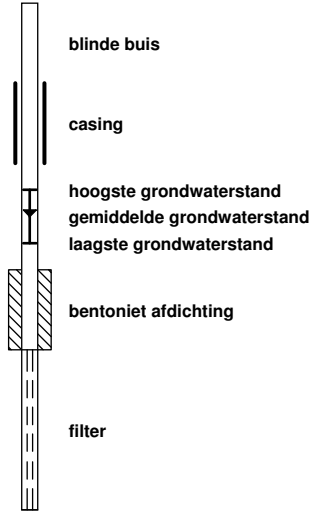 blinde buis
casing
hoogste grondwaterstand
gemiddelde grondwaterstand
laagste grondwaterstand
bentoniet afdichting
filter